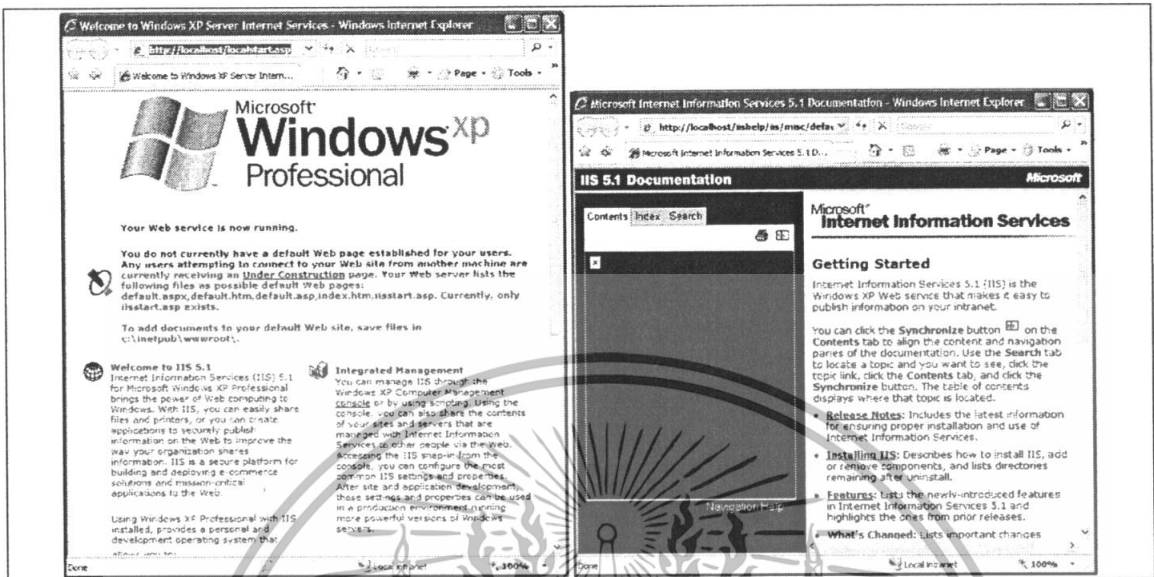 Welcome to Windows XP Server Internet Services - Windows Internet Explorer
http://localhost/localstart.asp
Welcome to Windows XP Server Intern...
Page
Tools
Microsoft
Windows xp
Professional
Your Web service is now running.
You do not currently have a default Web page established for your users.
Any users attempting to connect to your Web site from another machine are
currently receiving an Under Construction page. Your Web server lists the
following files as possible default Web pages:
default.aspx,default.htm,default.asp,index.htm,iisstart.asp. Currently, only
iisstart.asp exists.
To add documents to your default Web site, save files in
c:\inetpub\wwwroot\.
Welcome to IIS 5.1
Internet Information Services (IIS) 5.1
for Microsoft Windows XP Professional
brings the power of Web computing to
Windows. With IIS, you can easily share
files and printers, or you can create
applications to securely publish
information on the Web to improve the
way your organization shares
information. IIS is a secure platform for
building and deploying e-commerce
solutions and mission-critical
applications to the Web.
Using Windows XP Professional with IIS
installed, provides a personal and
development operating system that
allows you to:
Integrated Management
You can manage IIS through the
Windows XP Computer Management
console or by using scripting. Using the
console, you can also share the contents
of your sites and servers that are
managed with Internet Information
Services to other people via the Web.
Accessing the IIS snap-in from the
console, you can configure the most
common IIS settings and properties.
After site and application development,
these settings and properties can be used
in a production environment running
more powerful versions of Windows
servers.
Done
Local intranet
100%
Microsoft Internet Information Services 5.1 Documentation - Windows Internet Explorer
http://localhost/iishelp/iis/misc/defau
Microsoft Internet Information Services 5.1 D...
Page
Tools
IIS 5.1 Documentation
Microsoft
Contents Index Search
Navigation Help
Microsoft
Internet Information Services
Getting Started
Internet Information Services 5.1 (IIS) is the
Windows XP Web service that makes it easy to
publish information on your intranet.
You can click the Synchronize button on the
Contents tab to align the content and navigation
panes of the documentation. Use the Search tab
to locate a topic and you want to see, click the
topic link, click the Contents tab, and click the
Synchronize button. The table of contents
displays where that topic is located.
• Release Notes: Includes the latest information
for ensuring proper installation and use of
Internet Information Services.
• Installing IIS: Describes how to install IIS, add
or remove components, and lists directories
remaining after uninstall.
• Features: Lists the newly-introduced features
in Internet Information Services 5.1 and
highlights the ones from prior releases.
• What's Changed: Lists important changes
Done
Local intranet
100%